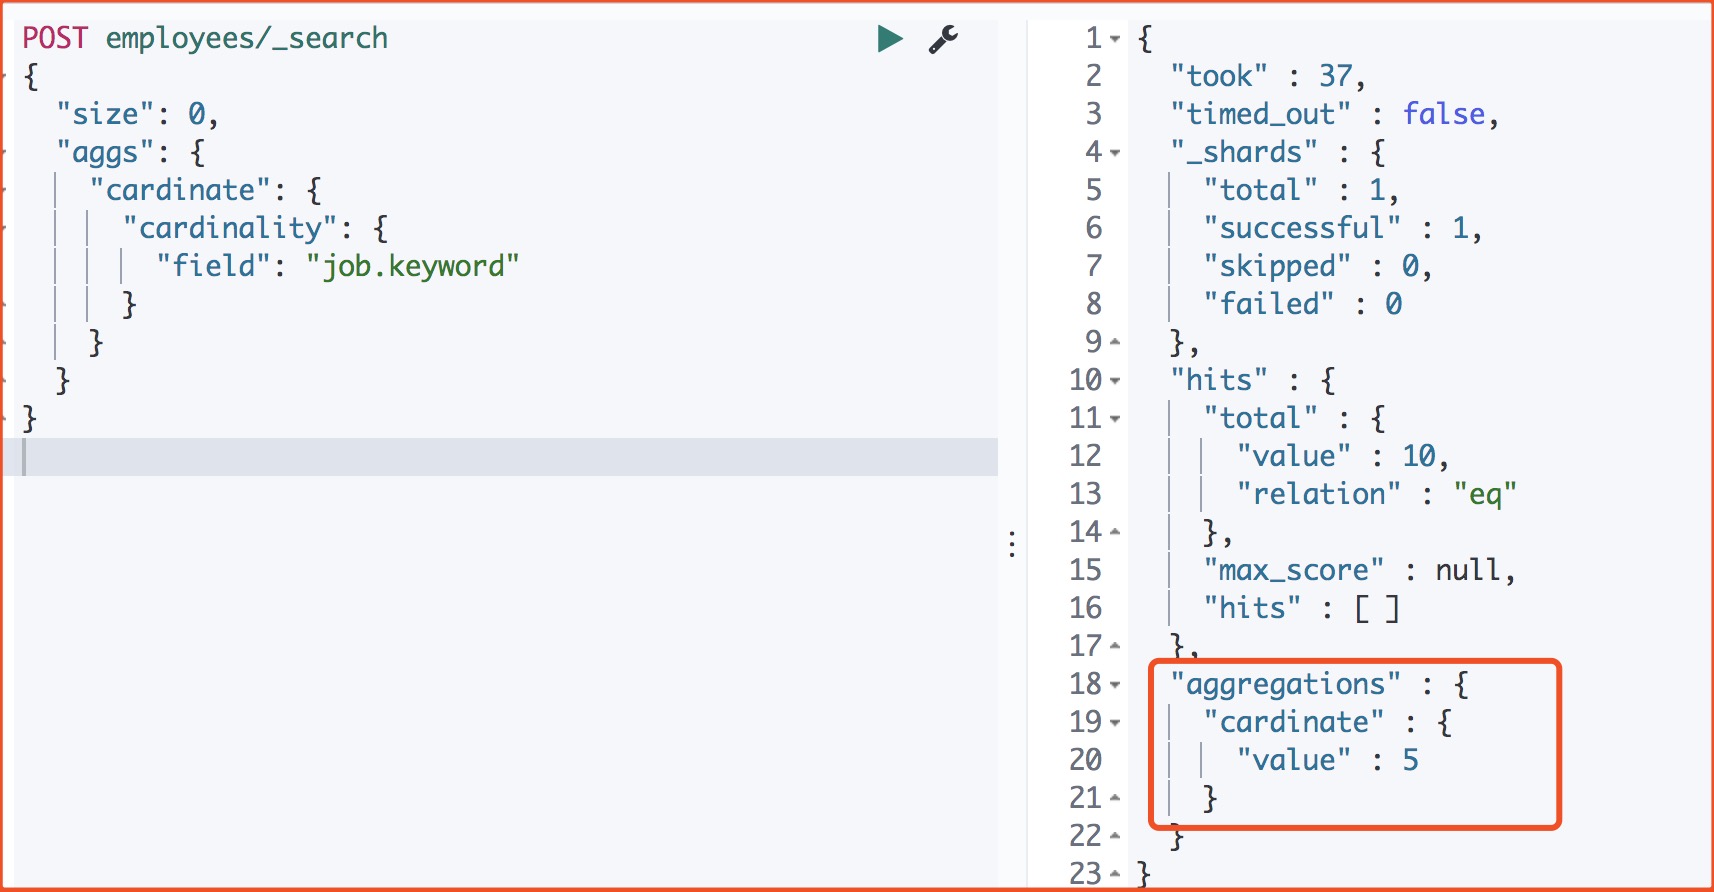 POST employees/_search
{
  "size": 0,
  "aggs": {
    "cardinate": {
      "cardinality": {
        "field": "job.keyword"
      }
    }
  }
}
1 {
2   "took" : 37,
3   "timed_out" : false,
4   "_shards" : {
5     "total" : 1,
6     "successful" : 1,
7     "skipped" : 0,
8     "failed" : 0
9   },
10   "hits" : {
11     "total" : {
12       "value" : 10,
13       "relation" : "eq"
14     },
15     "max_score" : null,
16     "hits" : [ ]
17   },
18   "aggregations" : {
19     "cardinate" : {
20       "value" : 5
21     }
22   }
23 }